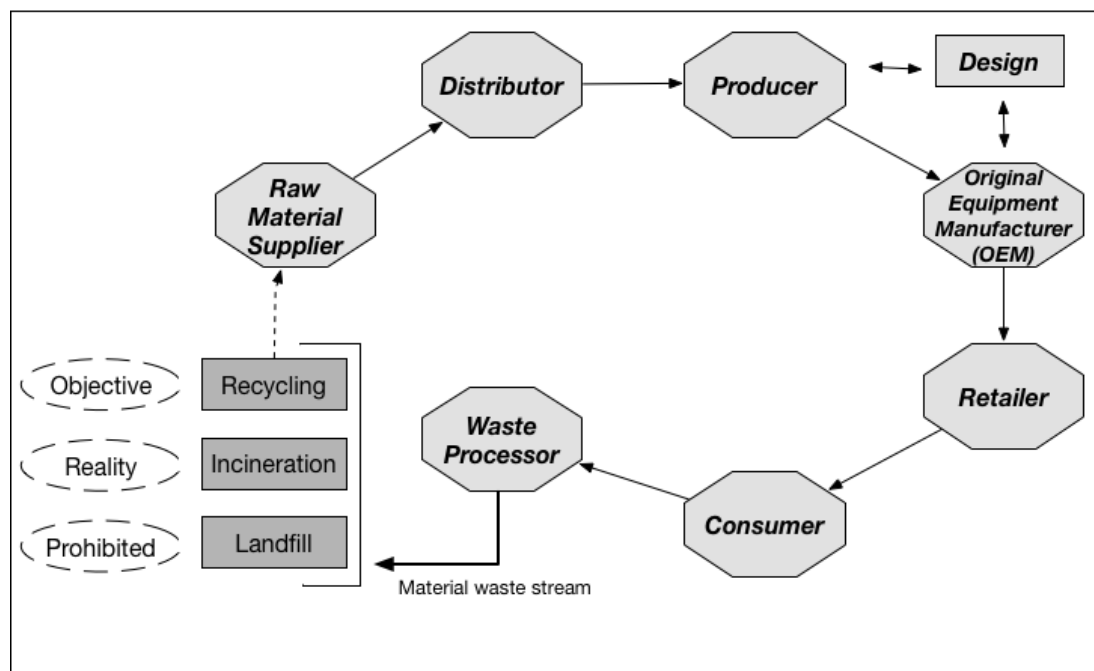 Distributor
Producer
Design
Raw
Material
Supplier
Original
Equipment
Manufacturer
(OEM)
Objective
Recycling
Retailer
Waste
Processor
Reality
Incineration
Consumer
Prohibited
Landfill
Material waste stream